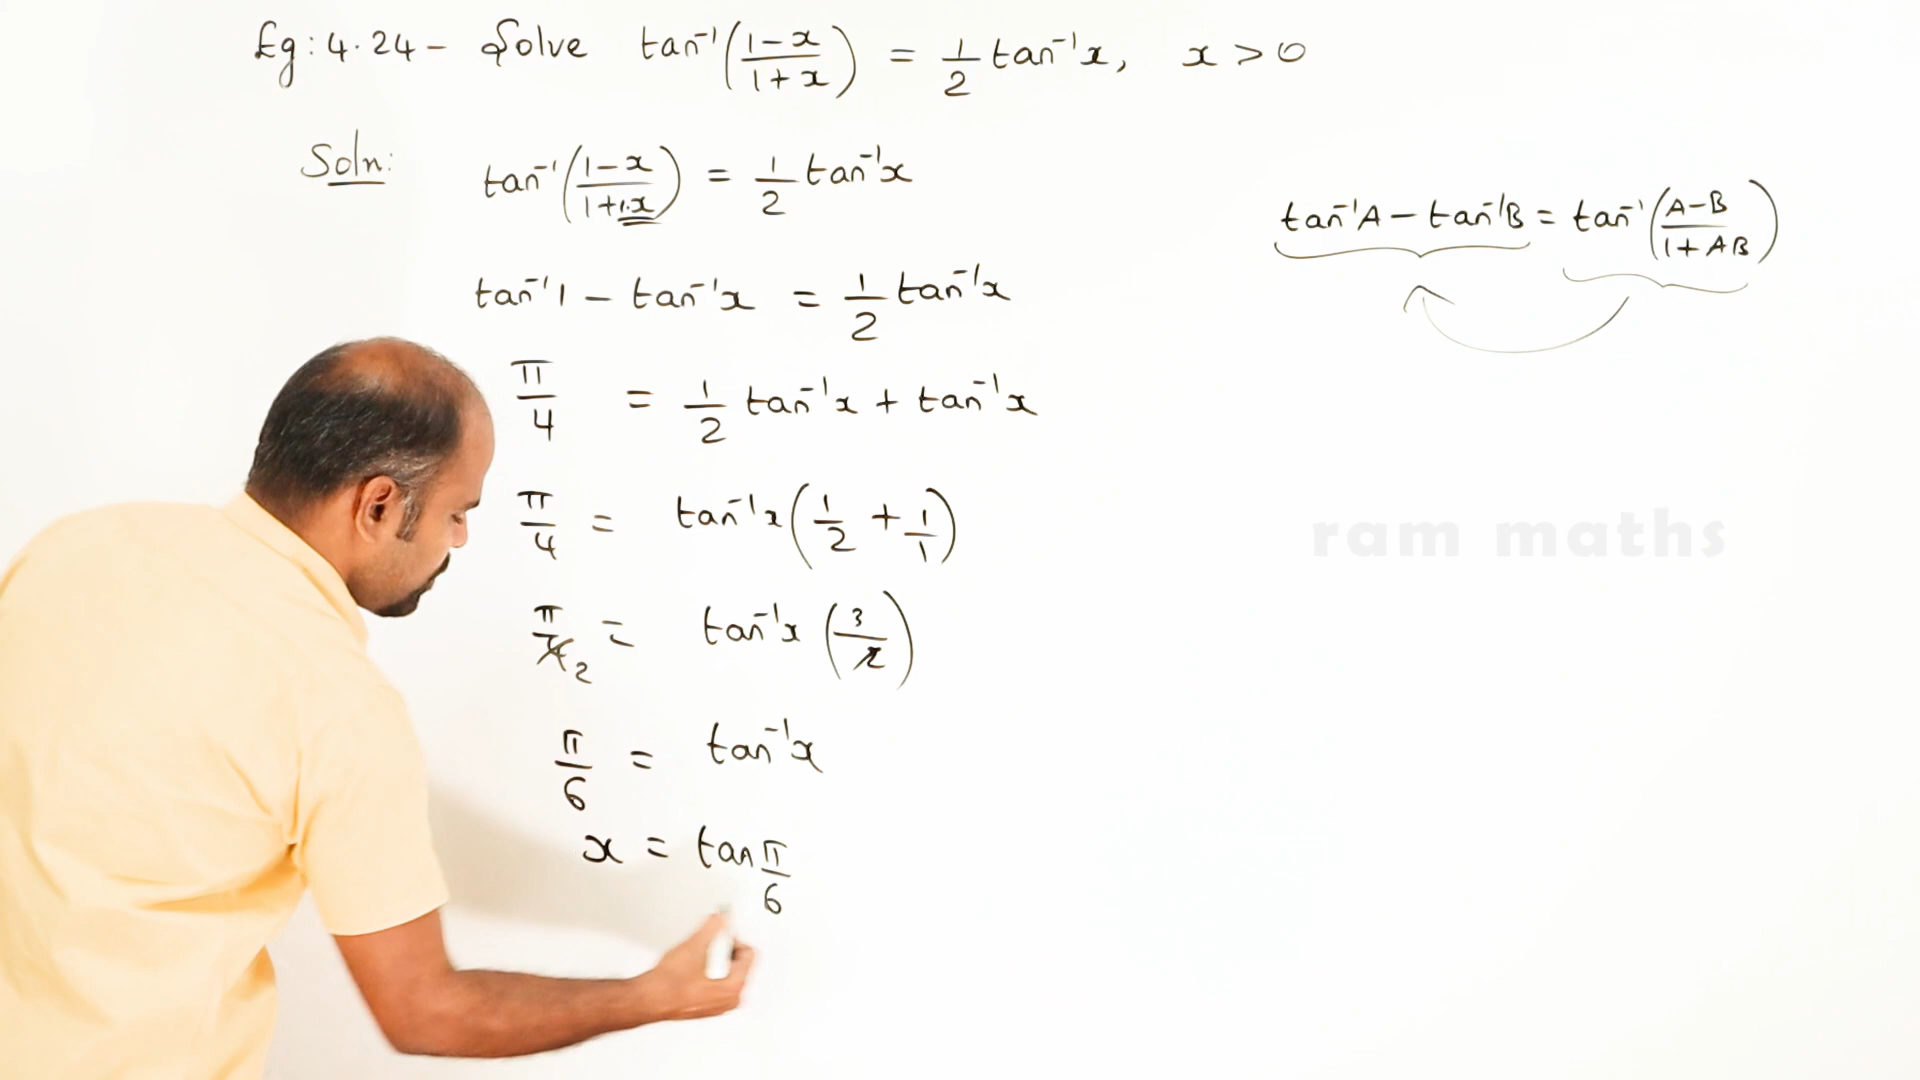 Eg: 4.24 - Solve tan⁻¹((1-x)/(1+x)) = 1/2 tan⁻¹x, x > 0
Soln: tan⁻¹((1-x)/(1+1.x)) = 1/2 tan⁻¹x
tan⁻¹1 - tan⁻¹x = 1/2 tan⁻¹x
π/4 = 1/2 tan⁻¹x + tan⁻¹x
π/4 = tan⁻¹x(1/2 + 1/1)
π/4 2 = tan⁻¹x (3/2)
π/6 = tan⁻¹x
x = tan π/6
tan⁻¹A - tan⁻¹B = tan⁻¹((A-B)/(1+AB))
ram maths